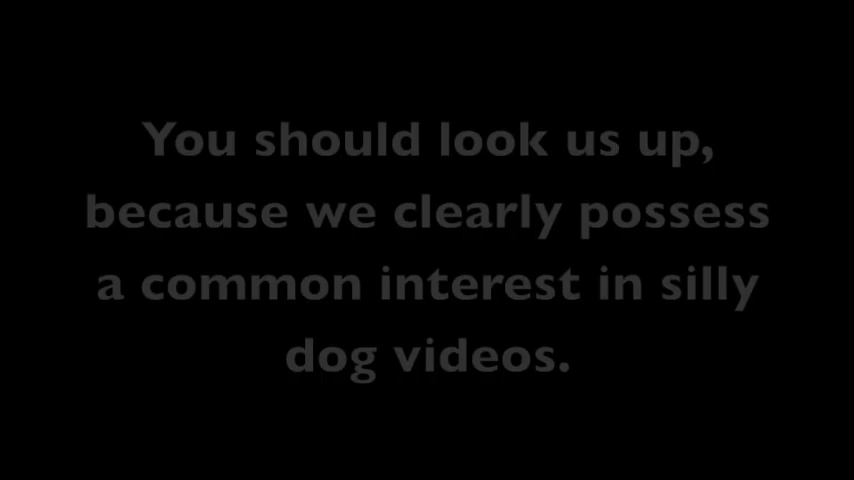 You should look us up,
because we clearly possess
a common interest in silly
dog videos.